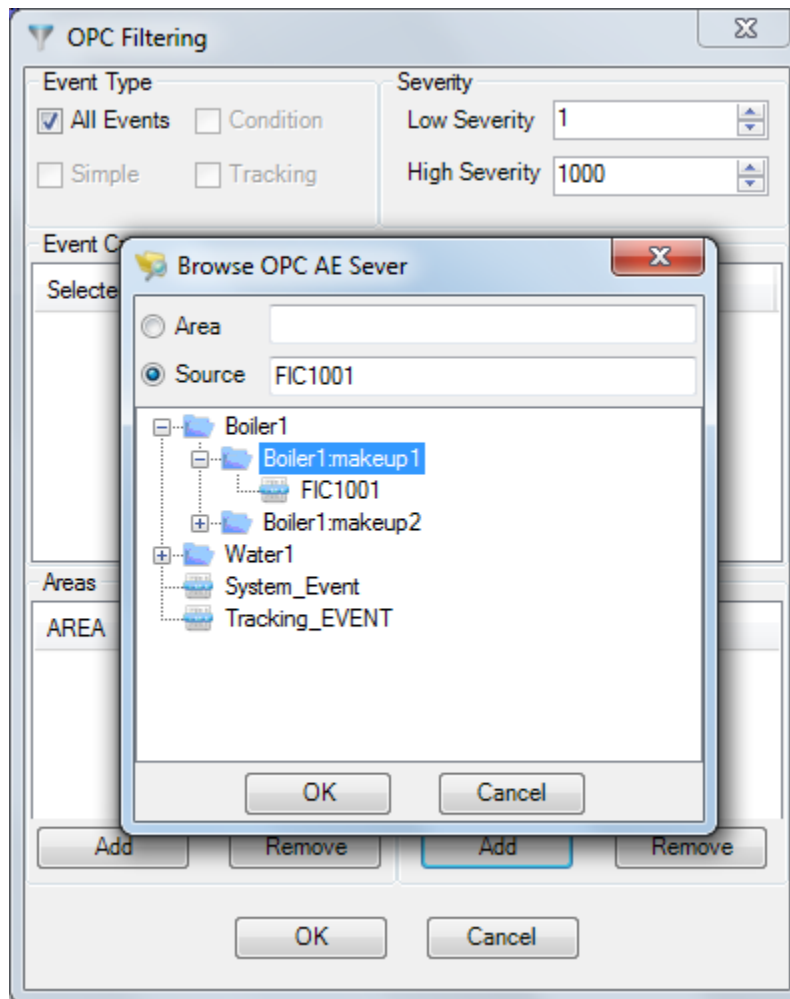 OPC Filtering
Event Type
Severity
All Events
Condition
Low Severity
1
Simple
Tracking
High Severity
1000
Event C
Selecte
Browse OPC AE Sever
Area
Source
FIC1001
Boiler1
Boiler1:makeup1
FIC1001
Boiler1:makeup2
Water1
System_Event
Tracking_EVENT
OK
Cancel
Areas
AREA
Add
Remove
Add
Remove
OK
Cancel